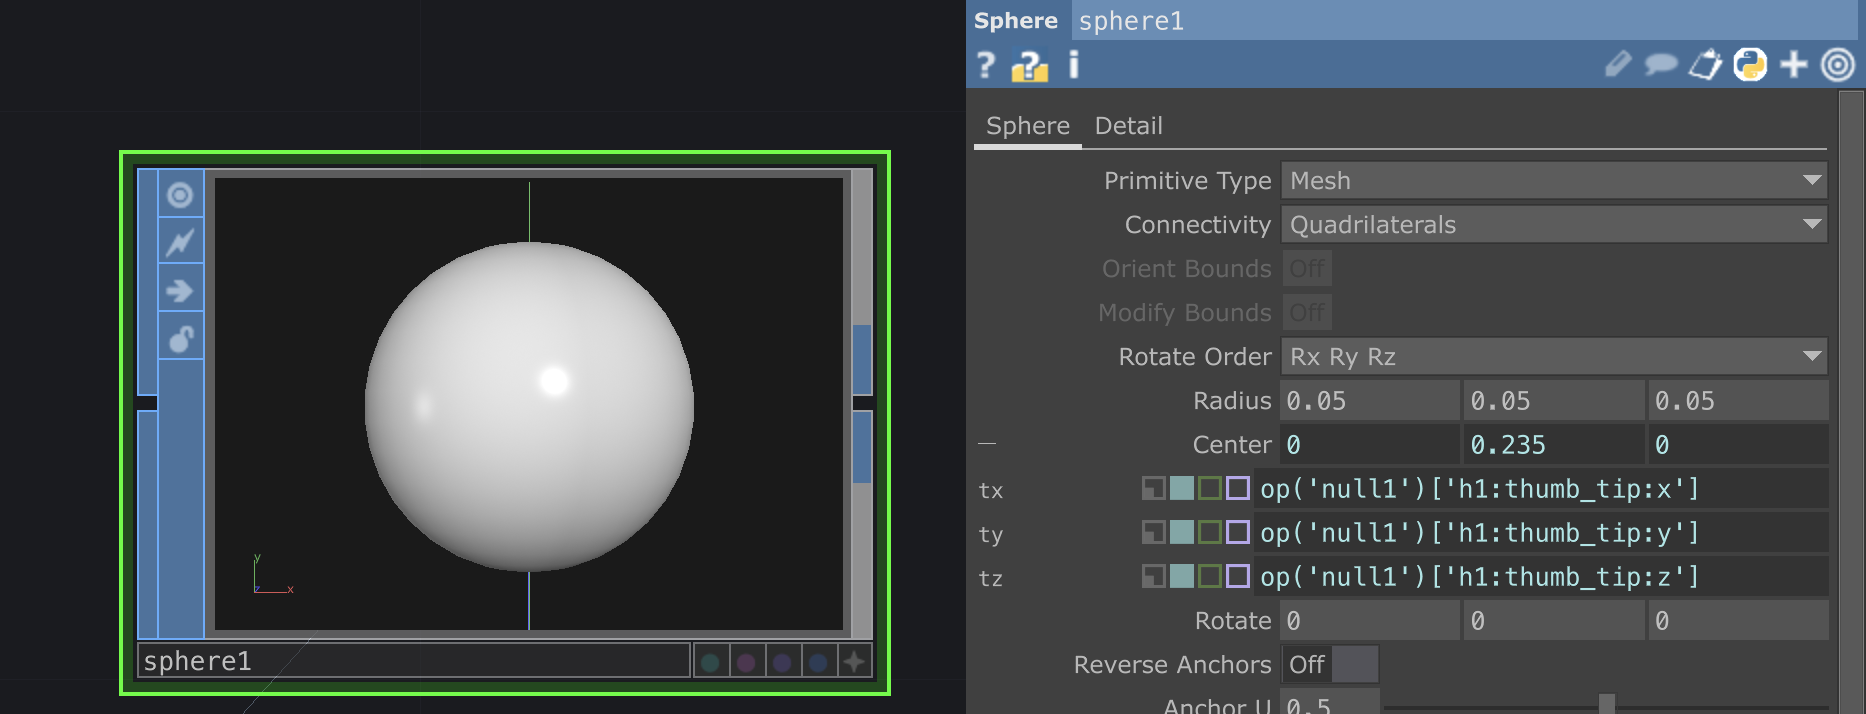 Sphere sphere1
? ? i
Sphere Detail
Primitive Type Mesh
Connectivity Quadrilaterals
Orient Bounds Off
Modify Bounds Off
Rotate Order Rx Ry Rz
Radius 0.05 0.05 0.05
Center 0 0.235 0
tx op('null1')['h1:thumb_tip:x']
ty op('null1')['h1:thumb_tip:y']
tz op('null1')['h1:thumb_tip:z']
Rotate 0 0 0
Reverse Anchors Off
Anchor U 0.5
y
z x
sphere1